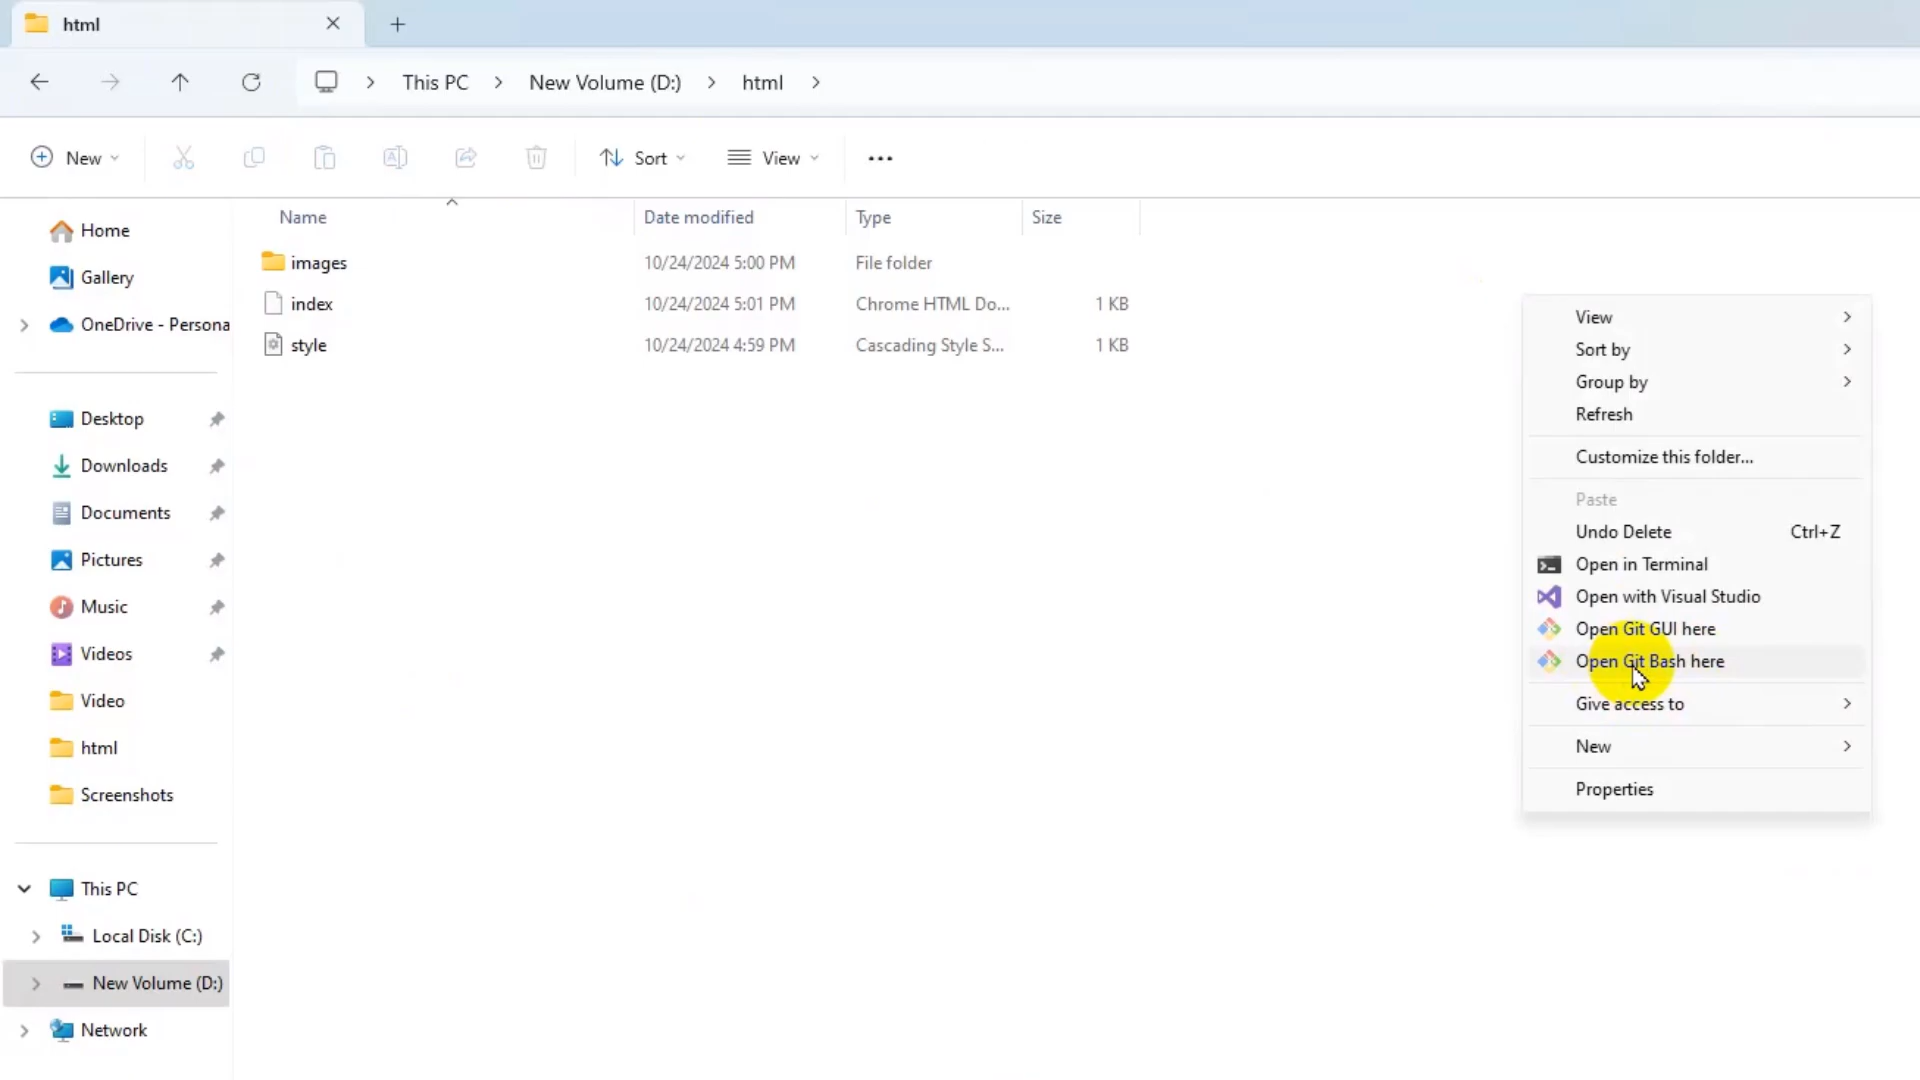 html
This PC
New Volume (D:)
html
New
Sort
View
Name
Date modified
Type
Size
images 10/24/2024 5:00 PM File folder
index 10/24/2024 5:01 PM Chrome HTML Do... 1 KB
style 10/24/2024 4:59 PM Cascading Style S... 1 KB
Home
Gallery
OneDrive - Persona
Desktop
Downloads
Documents
Pictures
Music
Videos
Video
html
Screenshots
This PC
Local Disk (C:)
New Volume (D:)
Network
View
Sort by
Group by
Refresh
Customize this folder...
Paste
Undo Delete Ctrl+Z
Open in Terminal
Open with Visual Studio
Open Git GUI here
Open Git Bash here
Give access to
New
Properties